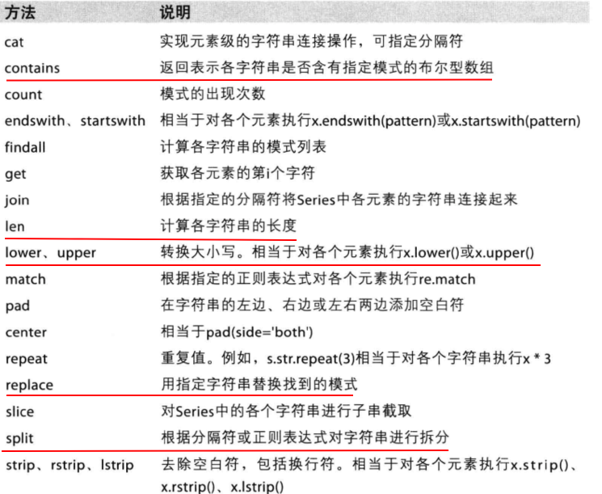 方法 说明
cat 实现元素级的字符串连接操作，可指定分隔符
contains 返回表示各字符串是否含有指定模式的布尔型数组
count 模式的出现次数
endswith、startswith 相当于对各个元素执行x.endswith(pattern)或x.startswith(pattern)
findall 计算各字符串的模式列表
get 获取各元素的第i个字符
join 根据指定的分隔符将Series中各元素的字符串连接起来
len 计算各字符串的长度
lower、upper 转换大小写。相当于对各个元素执行x.lower()或x.upper()
match 根据指定的正则表达式对各个元素执行re.match
pad 在字符串的左边、右边或左右两边添加空白符
center 相当于pad(side='both')
repeat 重复值。例如，s.str.repeat(3)相当于对各个字符串执行x * 3
replace 用指定字符串替换找到的模式
slice 对Series中的各个字符串进行子串截取
split 根据分隔符或正则表达式对字符串进行拆分
strip、rstrip、lstrip 去除空白符，包括换行符。相当于对各个元素执行x.strip()、
x.rstrip()、x.lstrip()